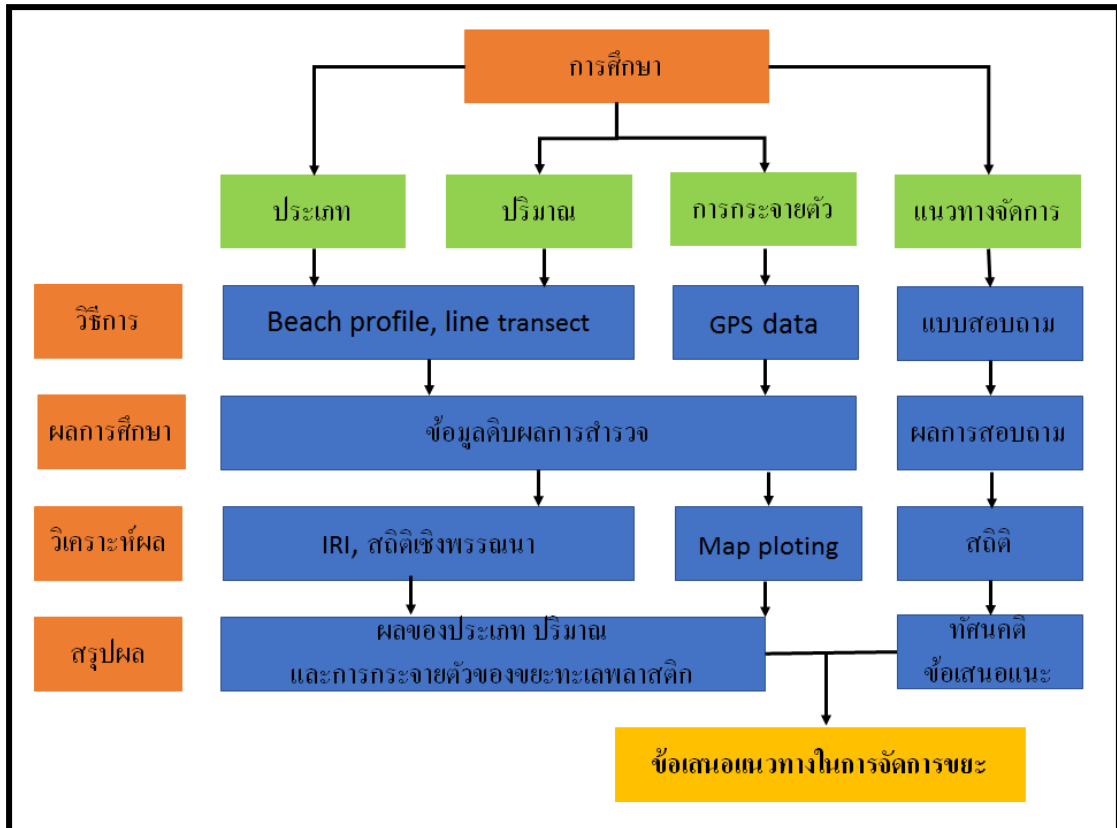 การศึกษา
ประเภท
ปริมาณ
การกระจายตัว
แนวทางจัดการ
วิธีการ
Beach profile, line transect
GPS data
แบบสอบถาม
ผลการศึกษา
ข้อมูลดิบผลการสำรวจ
ผลการสอบถาม
วิเคราะห์ผล
IRI, สถิติเชิงพรรณนา
Map ploting
สถิติ
สรุปผล
ผลของประเภท ปริมาณ
และการกระจายตัวของขยะทะเลพลาสติก
ทัศนคติ
ข้อเสนอแนะ
ข้อเสนอแนวทางในการจัดการขยะ